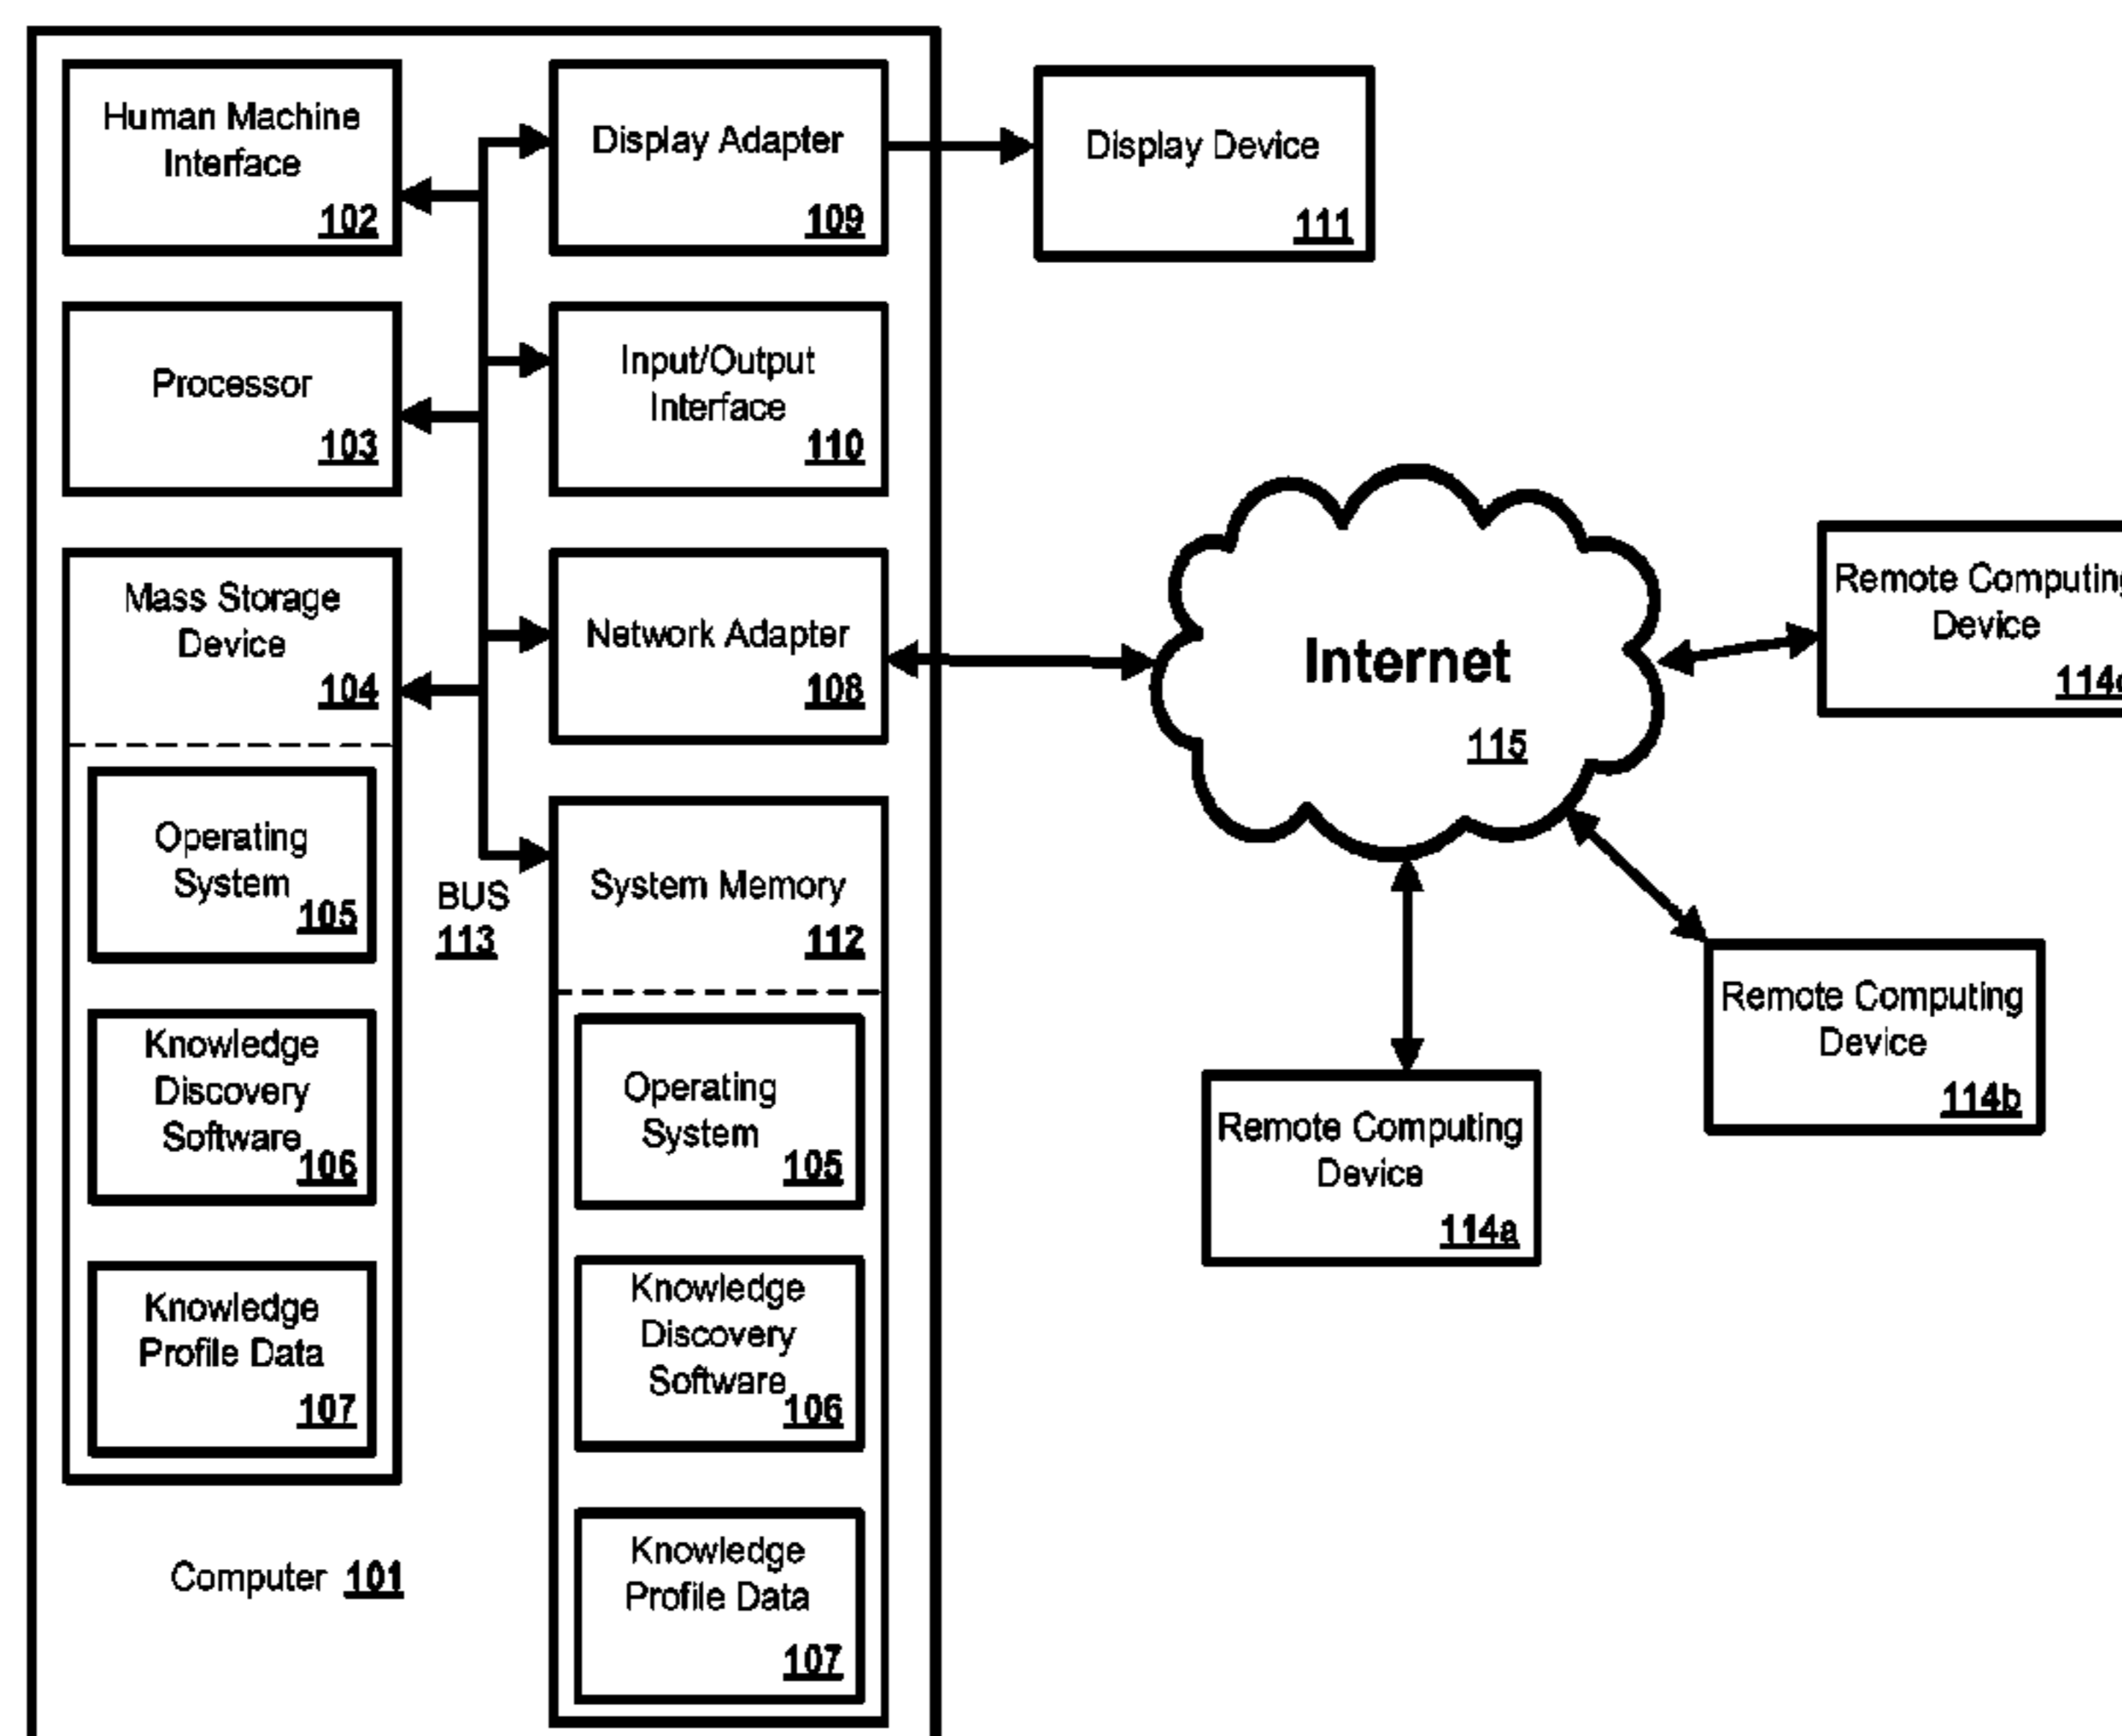 Human Machine
Interface
102
Display Adapter
109
Display Device
111
Processor
103
Input/Output
Interface
110
Mass Storage
Device
104
Network Adapter
108
Internet
115
Remote Computing
Device
Operating
System
105
BUS
113
System Memory
112
Remote Computing
Device
114b
Knowledge
Discovery
Software
106
Operating
System
105
Remote Computing
Device
114a
Knowledge
Profile Data
107
Knowledge
Discovery
Software
106
Computer 101
Knowledge
Profile Data
107